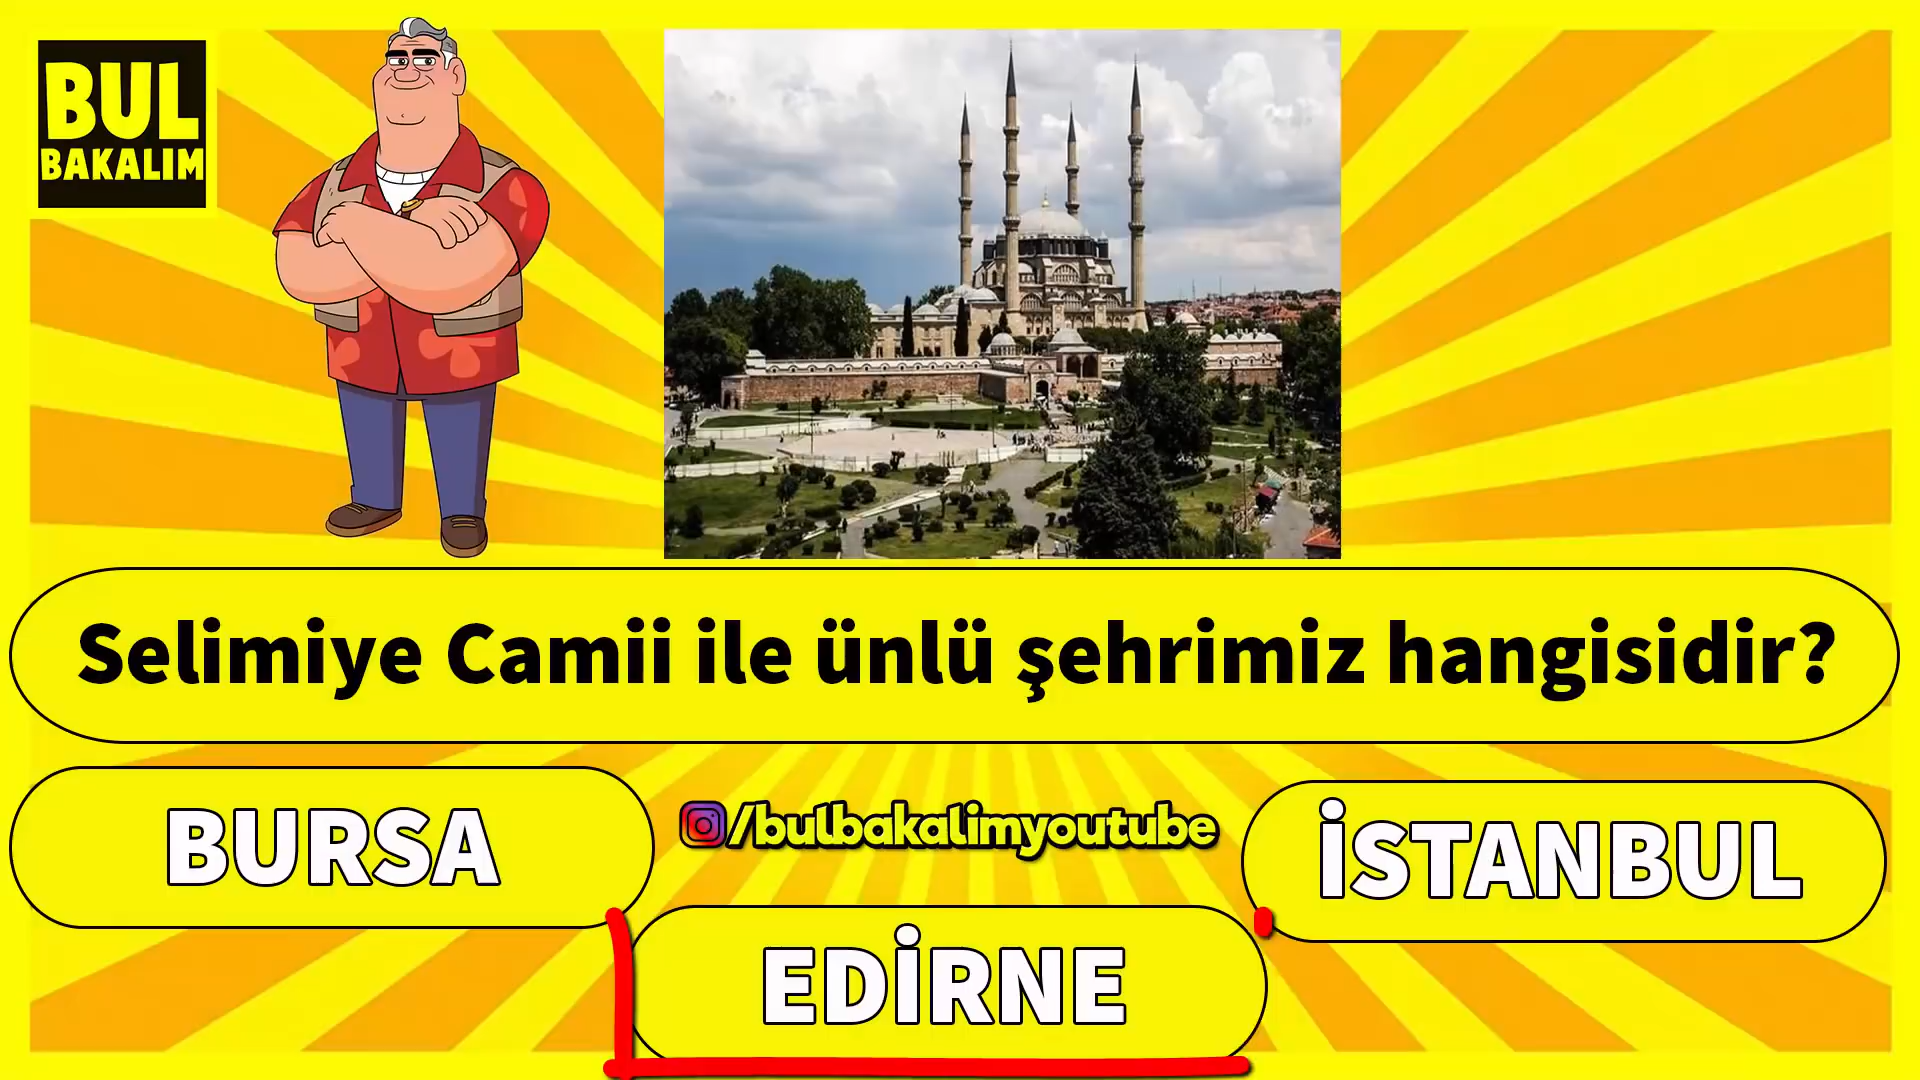 BUL
BAKALIM
Selimiye Camii ile ünlü şehrimiz hangisidir?
BURSA
/bulbakalimyoutube
İSTANBUL
EDİRNE